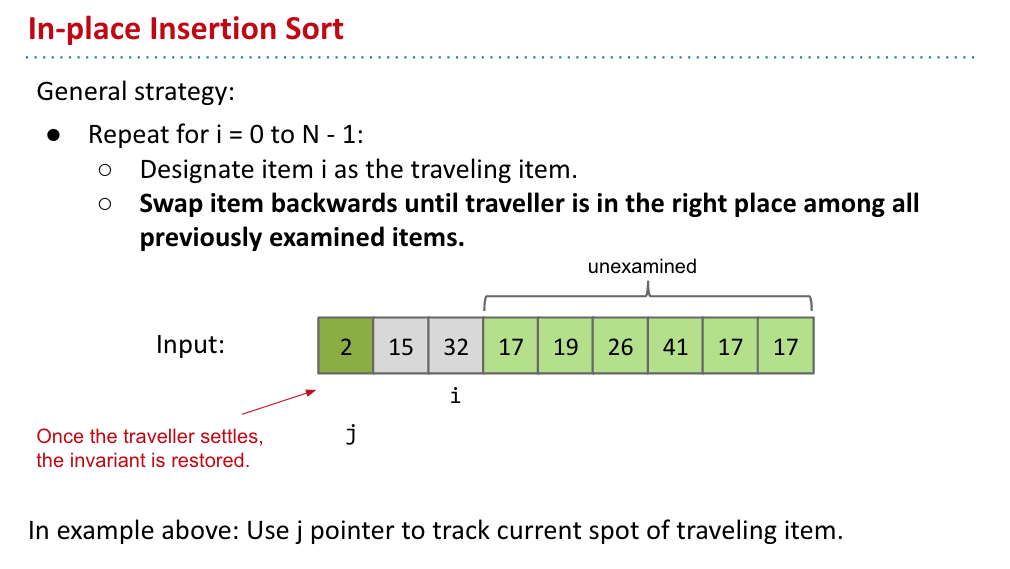 In-place Insertion Sort
General strategy:
● Repeat for i = 0 to N - 1:
○ Designate item i as the traveling item.
○ Swap item backwards until traveller is in the right place among all
previously examined items.
unexamined
Input:
2 15 32 17 19 26 41 17 17
i
j
Once the traveller settles,
the invariant is restored.
In example above: Use j pointer to track current spot of traveling item.